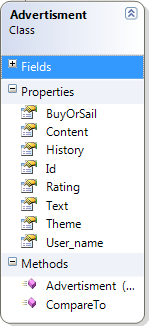 Advertisment
Class
Fields
Properties
BuyOrSail
Content
History
Id
Rating
Text
Theme
User_name
Methods
Advertisment (...
CompareTo